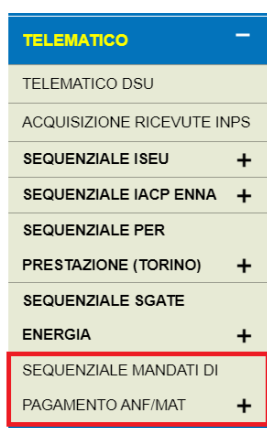 TELEMATICO −
TELEMATICO DSU
ACQUISIZIONE RICEVUTE INPS
SEQUENZIALE ISEU +
SEQUENZIALE IACP ENNA +
SEQUENZIALE PER
PRESTAZIONE (TORINO) +
SEQUENZIALE SGATE
ENERGIA +
SEQUENZIALE MANDATI DI
PAGAMENTO ANF/MAT +